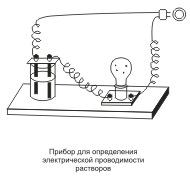 Прибор для определения
электрической проводимости
растворов